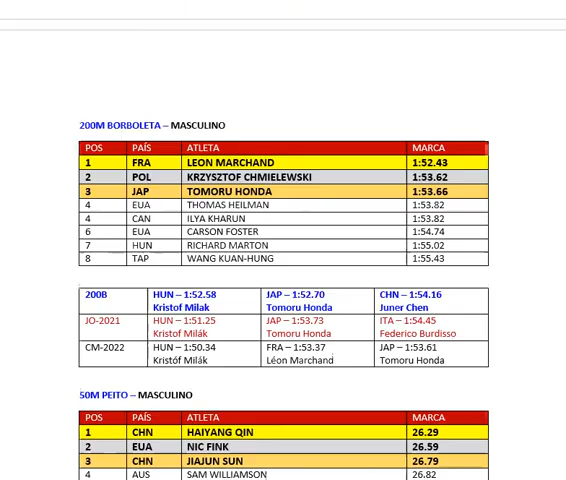 200M BORBOLETA – MASCULINO
POS PAÍS ATLETA MARCA
1 FRA LEON MARCHAND 1:52.43
2 POL KRZYSZTOF CHMIELEWSKI 1:53.62
3 JAP TOMORU HONDA 1:53.66
4 EUA THOMAS HEILMAN 1:53.82
4 CAN ILYA KHARUN 1:53.82
6 EUA CARSON FOSTER 1:54.74
7 HUN RICHARD MARTON 1:55.02
8 TAP WANG KUAN-HUNG 1:55.43
200B HUN – 1:52.58 JAP – 1:52.70 CHN – 1:54.16
Kristof Milak Tomoru Honda Juner Chen
JO-2021 HUN – 1:51.25 JAP – 1:53.73 ITA – 1:54.45
Kristof Milák Tomoru Honda Federico Burdisso
CM-2022 HUN – 1:50.34 FRA – 1:53.37 JAP – 1:53.61
Kristóf Milák Léon Marchand Tomoru Honda
50M PEITO – MASCULINO
POS PAÍS ATLETA MARCA
1 CHN HAIYANG QIN 26.29
2 EUA NIC FINK 26.59
3 CHN JIAJUN SUN 26.79
4 AUS SAM WILLIAMSON 26.82